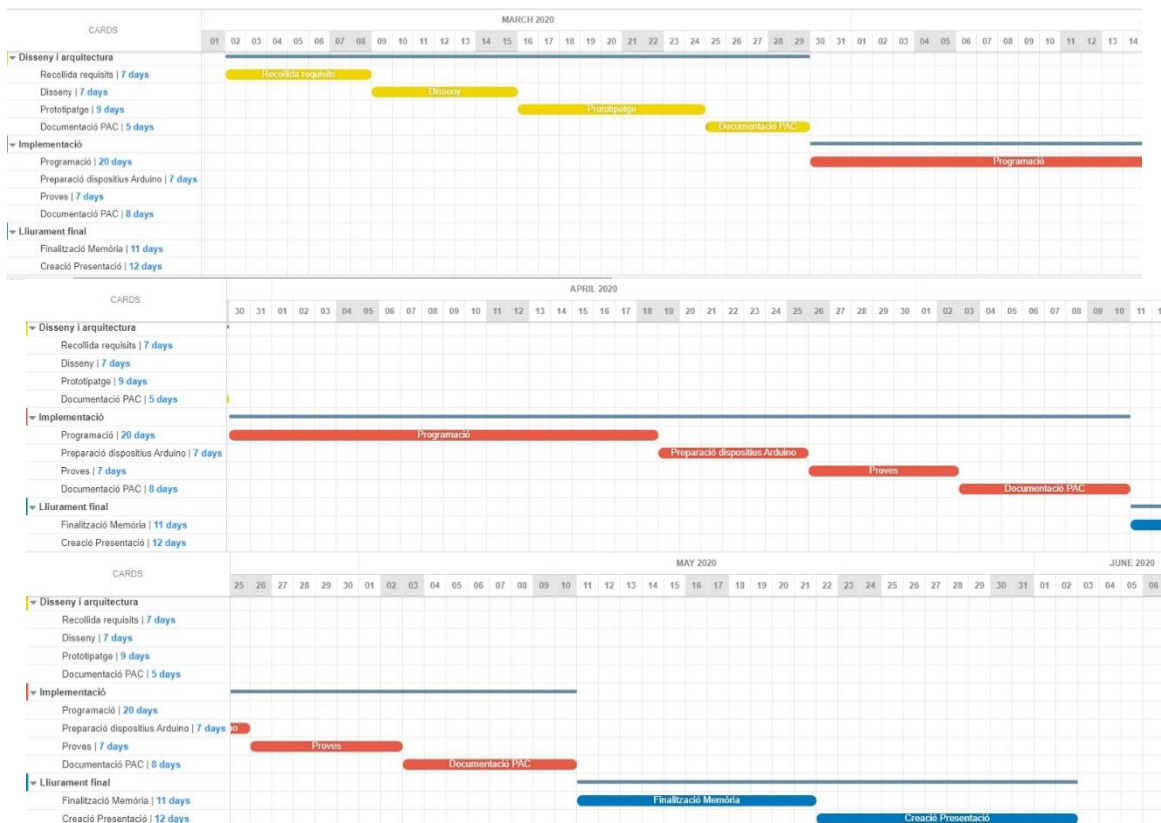 CARDS
MARCH 2020
01 02 03 04 05 06 07 08 09 10 11 12 13 14 15 16 17 18 19 20 21 22 23 24 25 26 27 28 29 30 31 01 02 03 04 05 06 07 08 09 10 11 12 13 14
Disseny i arquitectura
Recollida requisits | 7 days Recollida requisits
Disseny | 7 days Disseny
Prototipatge | 9 days Prototipatge
Documentació PAC | 5 days Documentació PAC
Implementació
Programació | 20 days Programació
Preparació dispositius Arduino | 7 days
Proves | 7 days
Documentació PAC | 8 days
Lliurament final
Finalització Memòria | 11 days
Creació Presentació | 12 days
CARDS
APRIL 2020
30 31 01 02 03 04 05 06 07 08 09 10 11 12 13 14 15 16 17 18 19 20 21 22 23 24 25 26 27 28 29 30 01 02 03 04 05 06 07 08 09 10 11
Disseny i arquitectura
Recollida requisits | 7 days
Disseny | 7 days
Prototipatge | 9 days
Documentació PAC | 5 days
Implementació
Programació | 20 days Programació
Preparació dispositius Arduino | 7 days Preparació dispositius Arduino
Proves | 7 days Proves
Documentació PAC | 8 days Documentació PAC
Lliurament final
Finalització Memòria | 11 days
Creació Presentació | 12 days
CARDS
MAY 2020 JUNE 2020
25 26 27 28 29 30 01 02 03 04 05 06 07 08 09 10 11 12 13 14 15 16 17 18 19 20 21 22 23 24 25 26 27 28 29 30 31 01 02 03 04 05 06
Disseny i arquitectura
Recollida requisits | 7 days
Disseny | 7 days
Prototipatge | 9 days
Documentació PAC | 5 days
Implementació
Programació | 20 days
Preparació dispositius Arduino | 7 days
Proves | 7 days Proves
Documentació PAC | 8 days Documentació PAC
Lliurament final
Finalització Memòria | 11 days Finalització Memòria
Creació Presentació | 12 days Creació Presentació